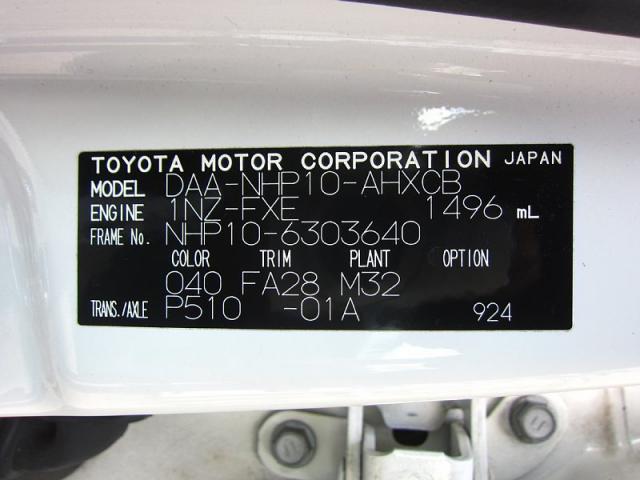 TOYOTA MOTOR CORPORATION JAPAN
MODEL DAA-NHP10-AHXCB
ENGINE 1NZ-FXE 1496 mL
FRAME No. NHP10-6303640
COLOR TRIM PLANT OPTION
040 FA28 M32
TRANS./AXLE P510 -01A 924